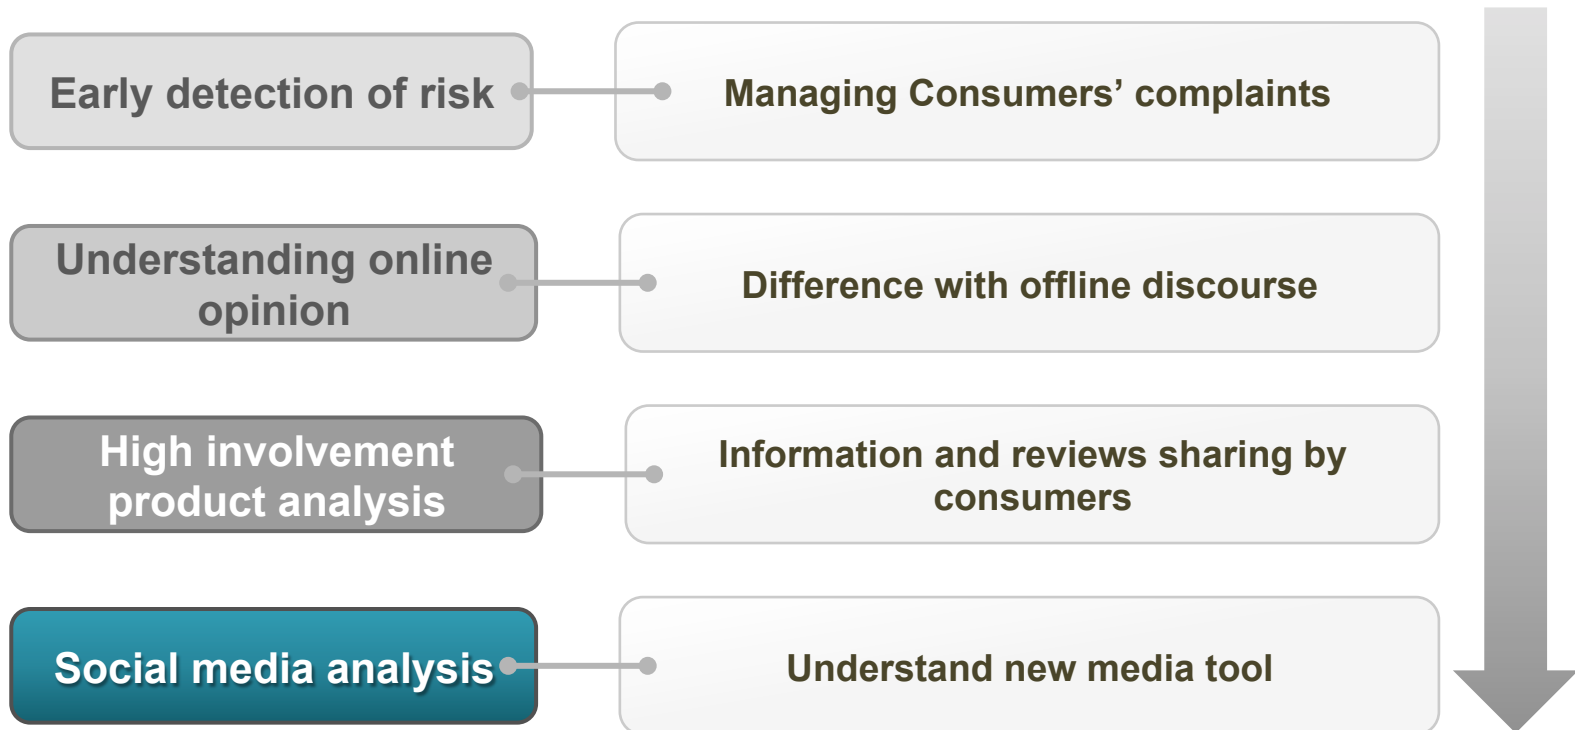 Early detection of risk
Managing Consumers’ complaints
Understanding online
opinion
Difference with offline discourse
High involvement
product analysis
Information and reviews sharing by
consumers
Social media analysis
Understand new media tool